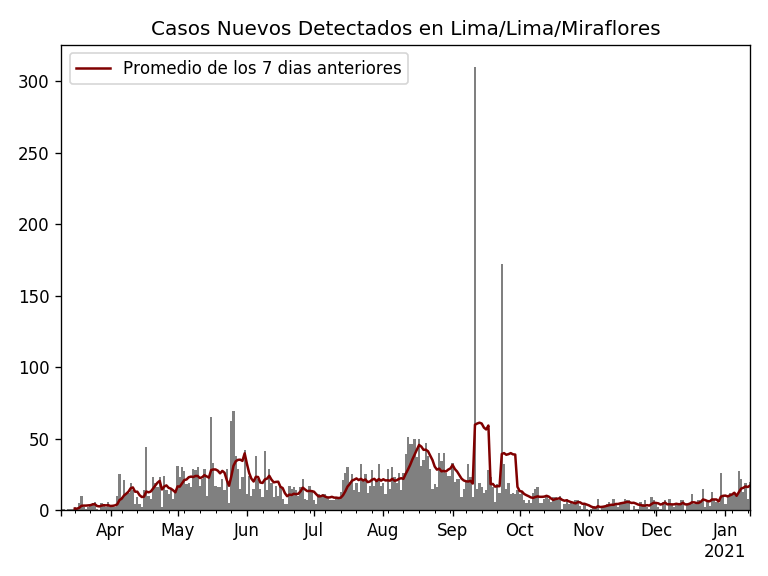 Casos Nuevos Detectados en Lima/Lima/Miraflores
Promedio de los 7 dias anteriores
300
250
200
150
100
50
0
Apr May Jun Jul Aug Sep Oct Nov Dec Jan
2021